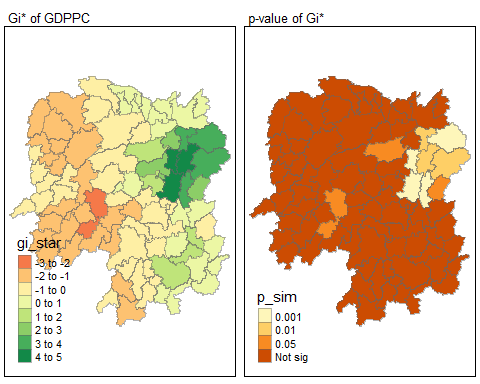 Gi* of GDPPC
gi_star
-3 to -2
-2 to -1
-1 to 0
0 to 1
1 to 2
2 to 3
3 to 4
4 to 5
p-value of Gi*
p_sim
0.001
0.01
0.05
Not sig